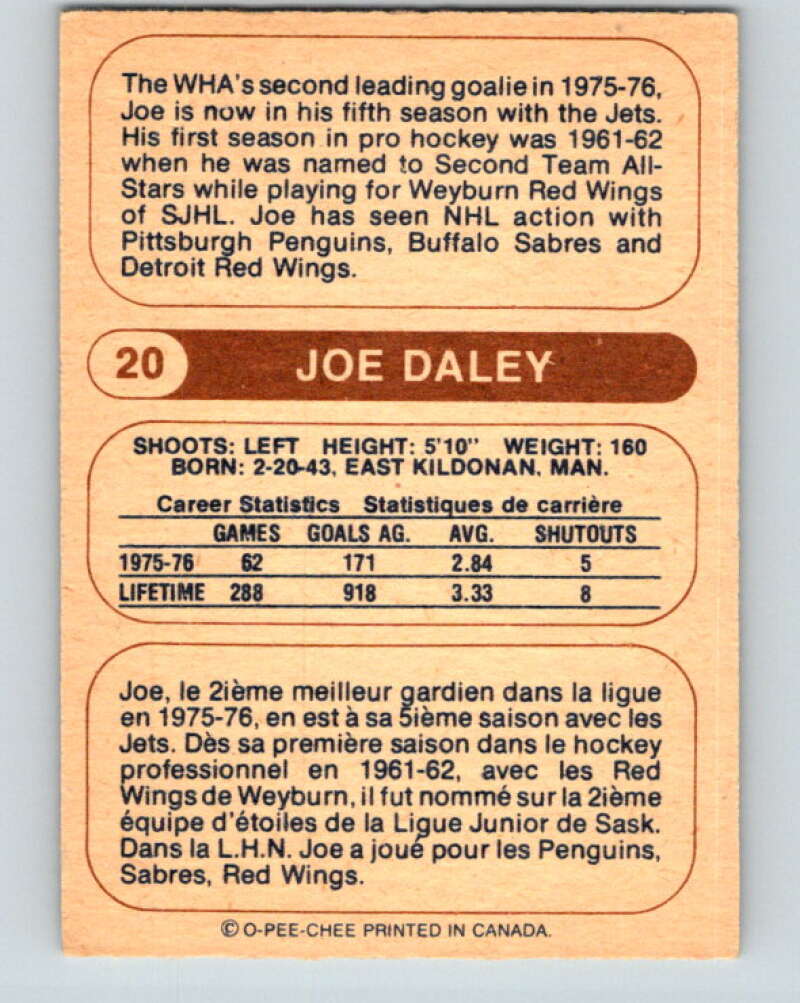 The WHA's second leading goalie in 1975-76,
Joe is now in his fifth season with the Jets.
His first season in pro hockey was 1961-62
when he was named to Second Team All-
Stars while playing for Weyburn Red Wings
of SJHL. Joe has seen NHL action with
Pittsburgh Penguins, Buffalo Sabres and
Detroit Red Wings.
20 JOE DALEY
SHOOTS: LEFT HEIGHT: 5'10" WEIGHT: 160
BORN: 2-20-43, EAST KILDONAN, MAN.
Career Statistics Statistiques de carrière
GAMES GOALS AG. AVG. SHUTOUTS
1975-76 62 171 2.84 5
LIFETIME 288 918 3.33 8
Joe, le 2ième meilleur gardien dans la ligue
en 1975-76, en est à sa 5ième saison avec les
Jets. Dès sa première saison dans le hockey
professionnel en 1961-62, avec les Red
Wings de Weyburn, il fut nommé sur la 2ième
équipe d'étoiles de la Ligue Junior de Sask.
Dans la L.H.N. Joe a joué pour les Penguins,
Sabres, Red Wings.
© O-PEE-CHEE PRINTED IN CANADA.